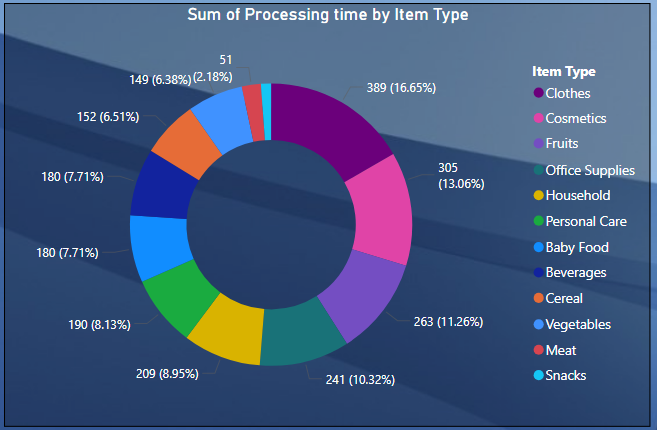 Sum of Processing time by Item Type
51
(2.18%)
149 (6.38%)
152 (6.51%)
180 (7.71%)
180 (7.71%)
190 (8.13%)
209 (8.95%)
241 (10.32%)
263 (11.26%)
305
(13.06%)
389 (16.65%)
Item Type
Clothes
Cosmetics
Fruits
Office Supplies
Household
Personal Care
Baby Food
Beverages
Cereal
Vegetables
Meat
Snacks